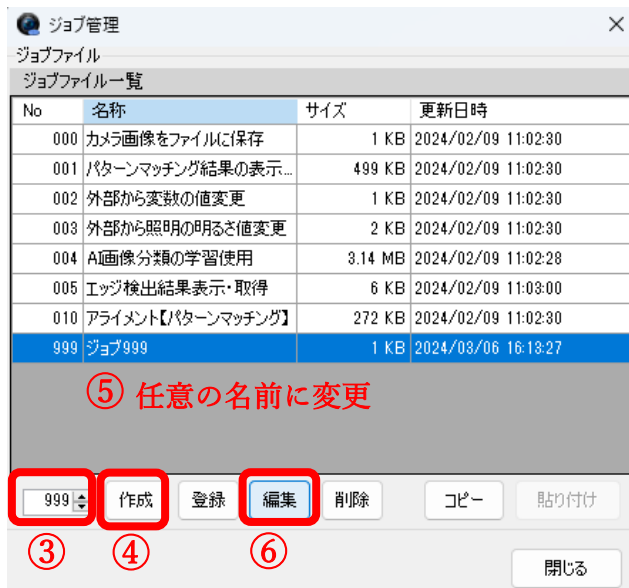 ジョブ管理
ジョブファイル
ジョブファイル一覧
No 名称 サイズ 更新日時
000 カメラ画像をファイルに保存 1 KB 2024/02/09 11:02:30
001 パターンマッチング結果の表示... 499 KB 2024/02/09 11:02:30
002 外部から変数の値変更 1 KB 2024/02/09 11:02:30
003 外部から照明の明るさ値変更 2 KB 2024/02/09 11:02:30
004 AI画像分類の学習使用 3.14 MB 2024/02/09 11:02:28
005 エッジ検出結果表示・取得 6 KB 2024/02/09 11:03:00
010 アライメント【パターンマッチング】 272 KB 2024/02/09 11:02:30
999 ジョブ999 1 KB 2024/03/06 16:13:27
⑤ 任意の名前に変更
999 作成 登録 編集 削除 コピー 貼り付け
③ ④ ⑥
閉じる